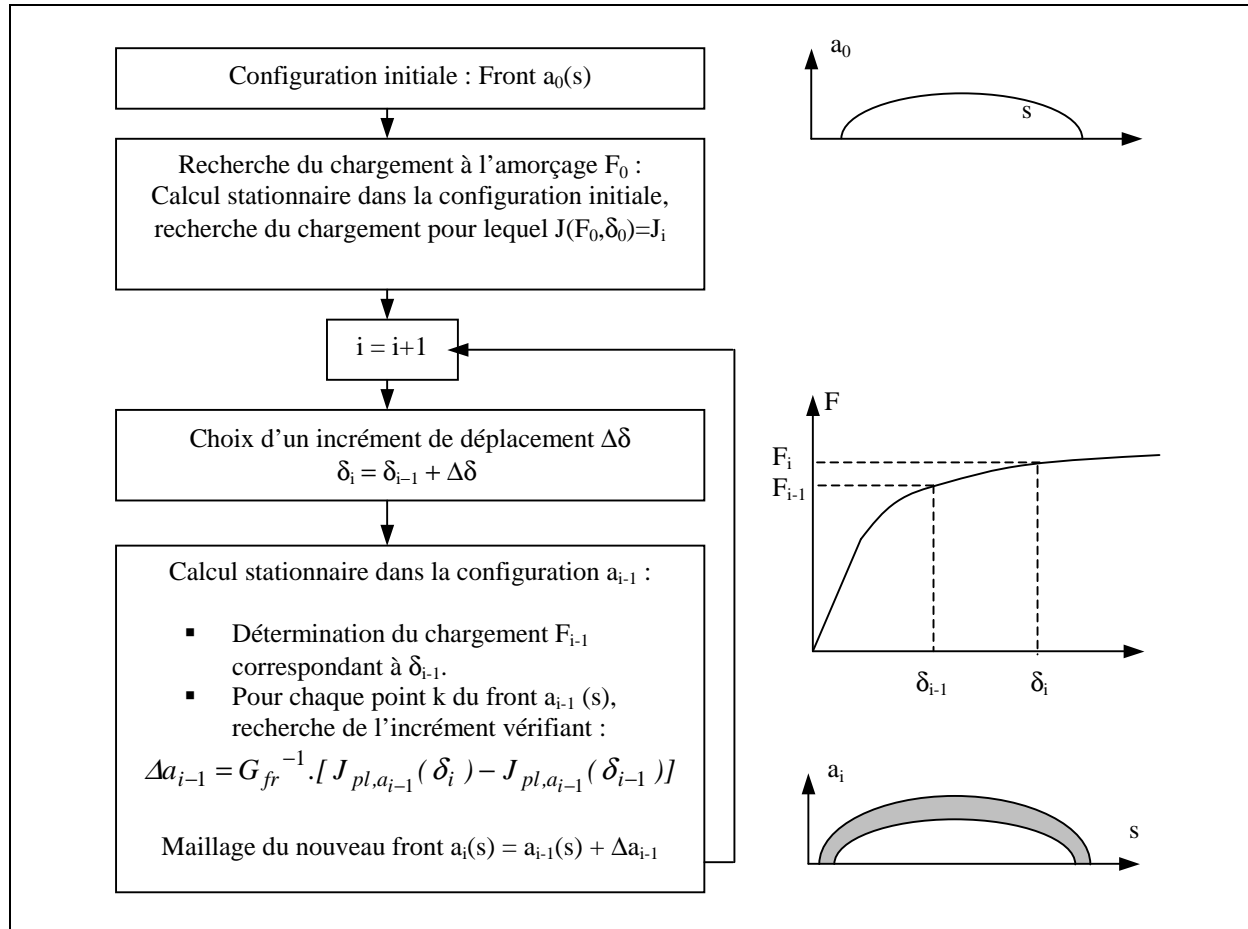 Configuration initiale : Front a₀(s)
Recherche du chargement à l’amorçage F₀ :
Calcul stationnaire dans la configuration initiale,
recherche du chargement pour lequel J(F₀,δ₀)=Jᵢ
i = i+1
Choix d’un incrément de déplacement Δδ
δᵢ = δᵢ₋₁ + Δδ
Calcul stationnaire dans la configuration aᵢ₋₁ :
▪ Détermination du chargement Fᵢ₋₁
correspondant à δᵢ₋₁.
▪ Pour chaque point k du front aᵢ₋₁ (s),
recherche de l’incrément vérifiant :
Δaᵢ₋₁ = G_fr⁻¹.[ J_pl,aᵢ₋₁( δᵢ ) − J_pl,aᵢ₋₁( δᵢ₋₁ )]
Maillage du nouveau front aᵢ(s) = aᵢ₋₁(s) + Δaᵢ₋₁
a₀
s
F
Fᵢ
Fᵢ₋₁
δᵢ₋₁
δᵢ
aᵢ
s